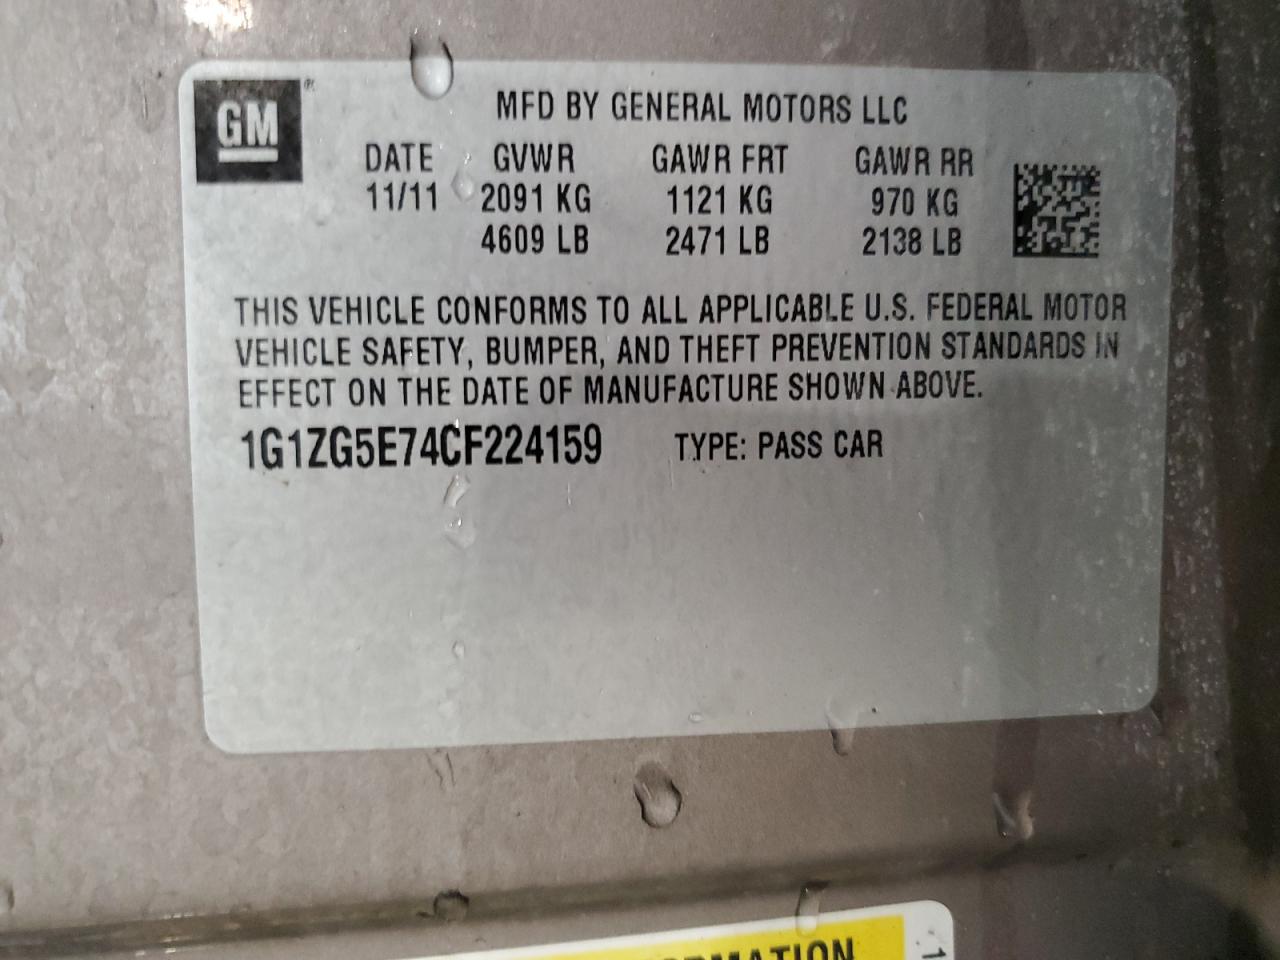 GM ®
MFD BY GENERAL MOTORS LLC
DATE GVWR GAWR FRT GAWR RR
11/11 2091 KG 1121 KG 970 KG
4609 LB 2471 LB 2138 LB
THIS VEHICLE CONFORMS TO ALL APPLICABLE U.S. FEDERAL MOTOR
VEHICLE SAFETY, BUMPER, AND THEFT PREVENTION STANDARDS IN
EFFECT ON THE DATE OF MANUFACTURE SHOWN ABOVE.
1G1ZG5E74CF224159 TYPE: PASS CAR